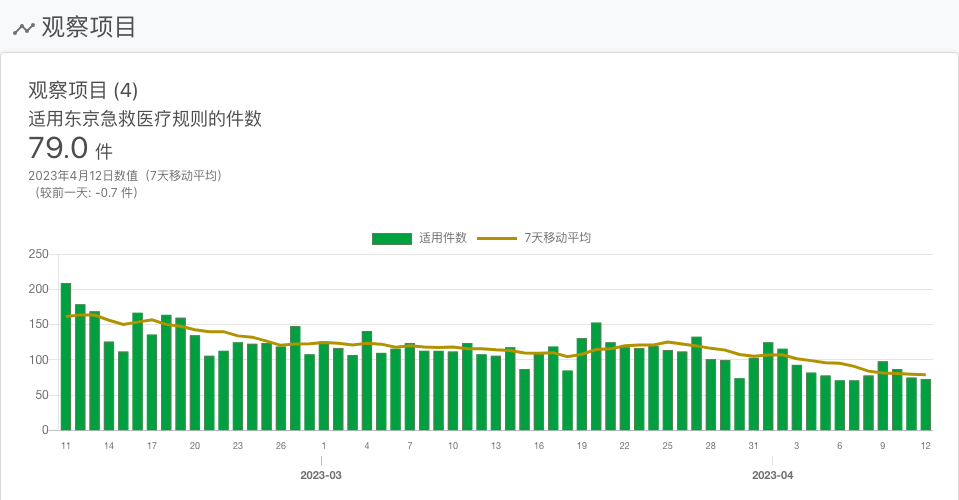 观察项目
观察项目 (4)
适用东京急救医疗规则的件数
79.0 件
2023年4月12日数值（7天移动平均）
（较前一天: -0.7 件）
适用件数 7天移动平均
250
200
150
100
50
0
11 14 17 20 23 26 1 4 7 10 13 16 19 22 25 28 31 3 6 9 12
2023-03 2023-04